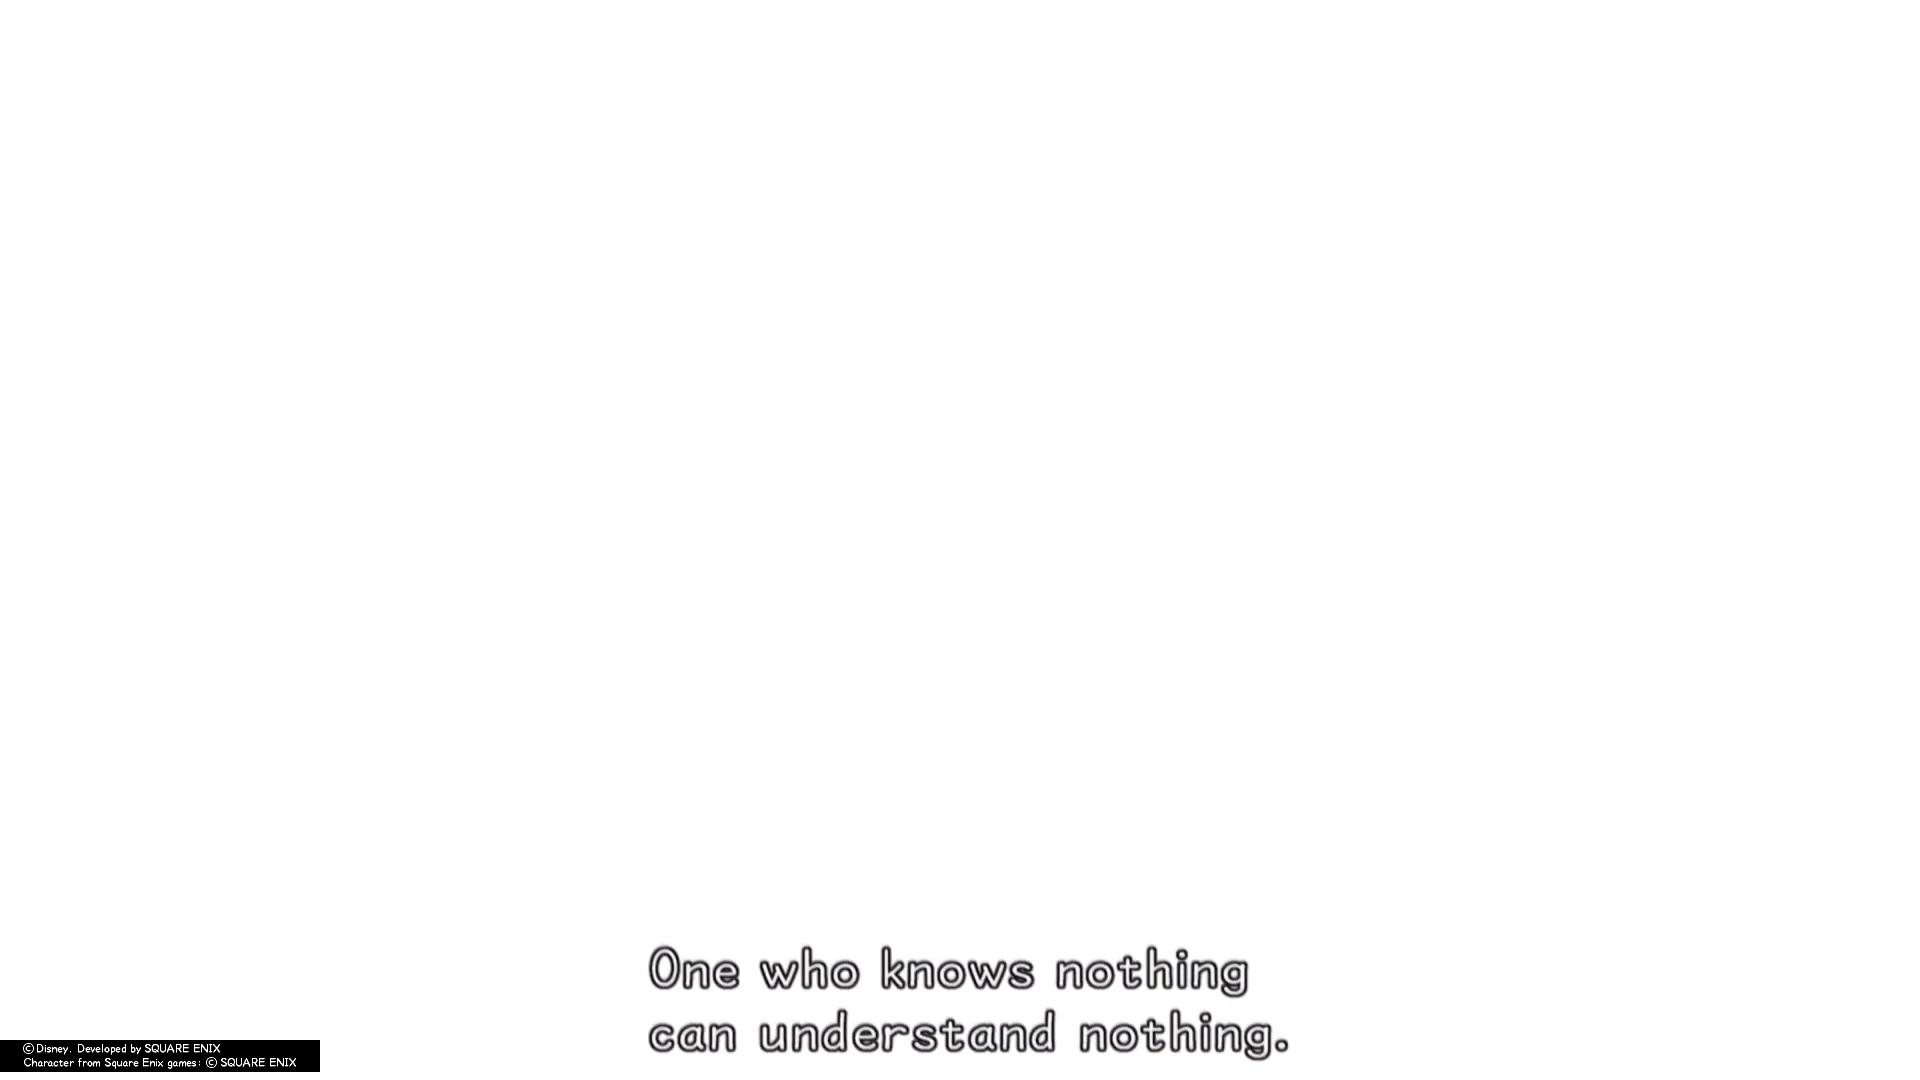 One who knows nothing
can understand nothing.
©Disney. Developed by SQUARE ENIX
Character from Square Enix games: © SQUARE ENIX